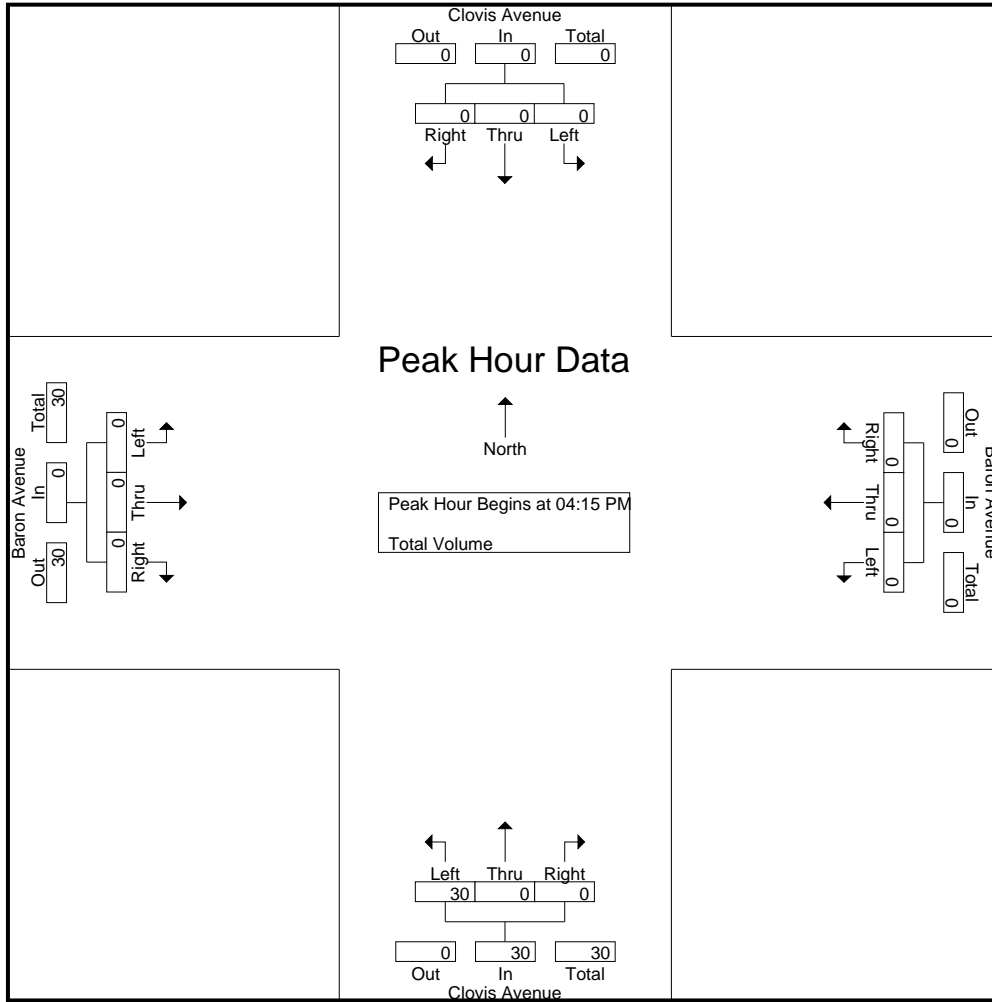 Clovis Avenue
Out In Total
0 0 0
0 0 0
Right Thru Left
Peak Hour Data
North
Peak Hour Begins at 04:15 PM
Total Volume
Baron Avenue
Total In Out
30 0 30
0 0 0
Left Thru Right
Baron Avenue
Out In Total
0 0 0
0 0 0
Right Thru Left
Left Thru Right
30 0 0
0 30 30
Out In Total
Clovis Avenue